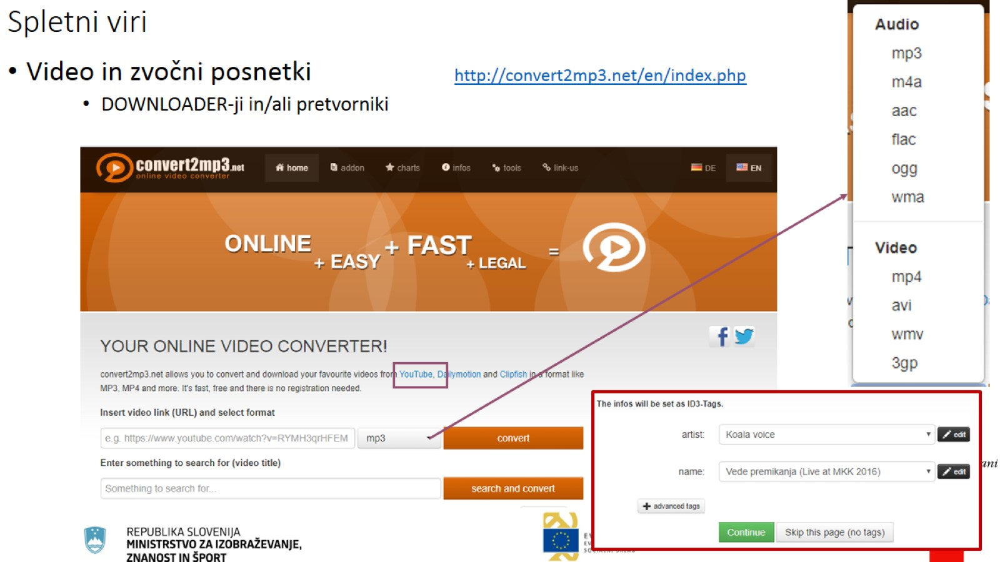 Spletni viri
• Video in zvočni posnetki
http://convert2mp3.net/en/index.php
• DOWNLOADER-ji in/ali pretvorniki
Audio
mp3
m4a
aac
flac
ogg
wma
Video
mp4
avi
wmv
3gp
convert2mp3.net
online video converter
home
addon
charts
infos
tools
link-us
DE
EN
ONLINE + EASY + FAST + LEGAL =
YOUR ONLINE VIDEO CONVERTER!
convert2mp3.net allows you to convert and download your favourite videos from YouTube, Dailymotion and Clipfish in a format like
MP3, MP4 and more. It's fast, free and there is no registration needed.
Insert video link (URL) and select format
e.g. https://www.youtube.com/watch?v=RYMH3qrHFEM
mp3
convert
Enter something to search for (video title)
Something to search for...
search and convert
The infos will be set as ID3-Tags.
artist: Koala voice edit
name: Vede premikanja (Live at MKK 2016) edit
+ advanced tags
Continue
Skip this page (no tags)
REPUBLIKA SLOVENIJA
MINISTRSTVO ZA IZOBRAŽEVANJE,
ZNANOST IN ŠPORT